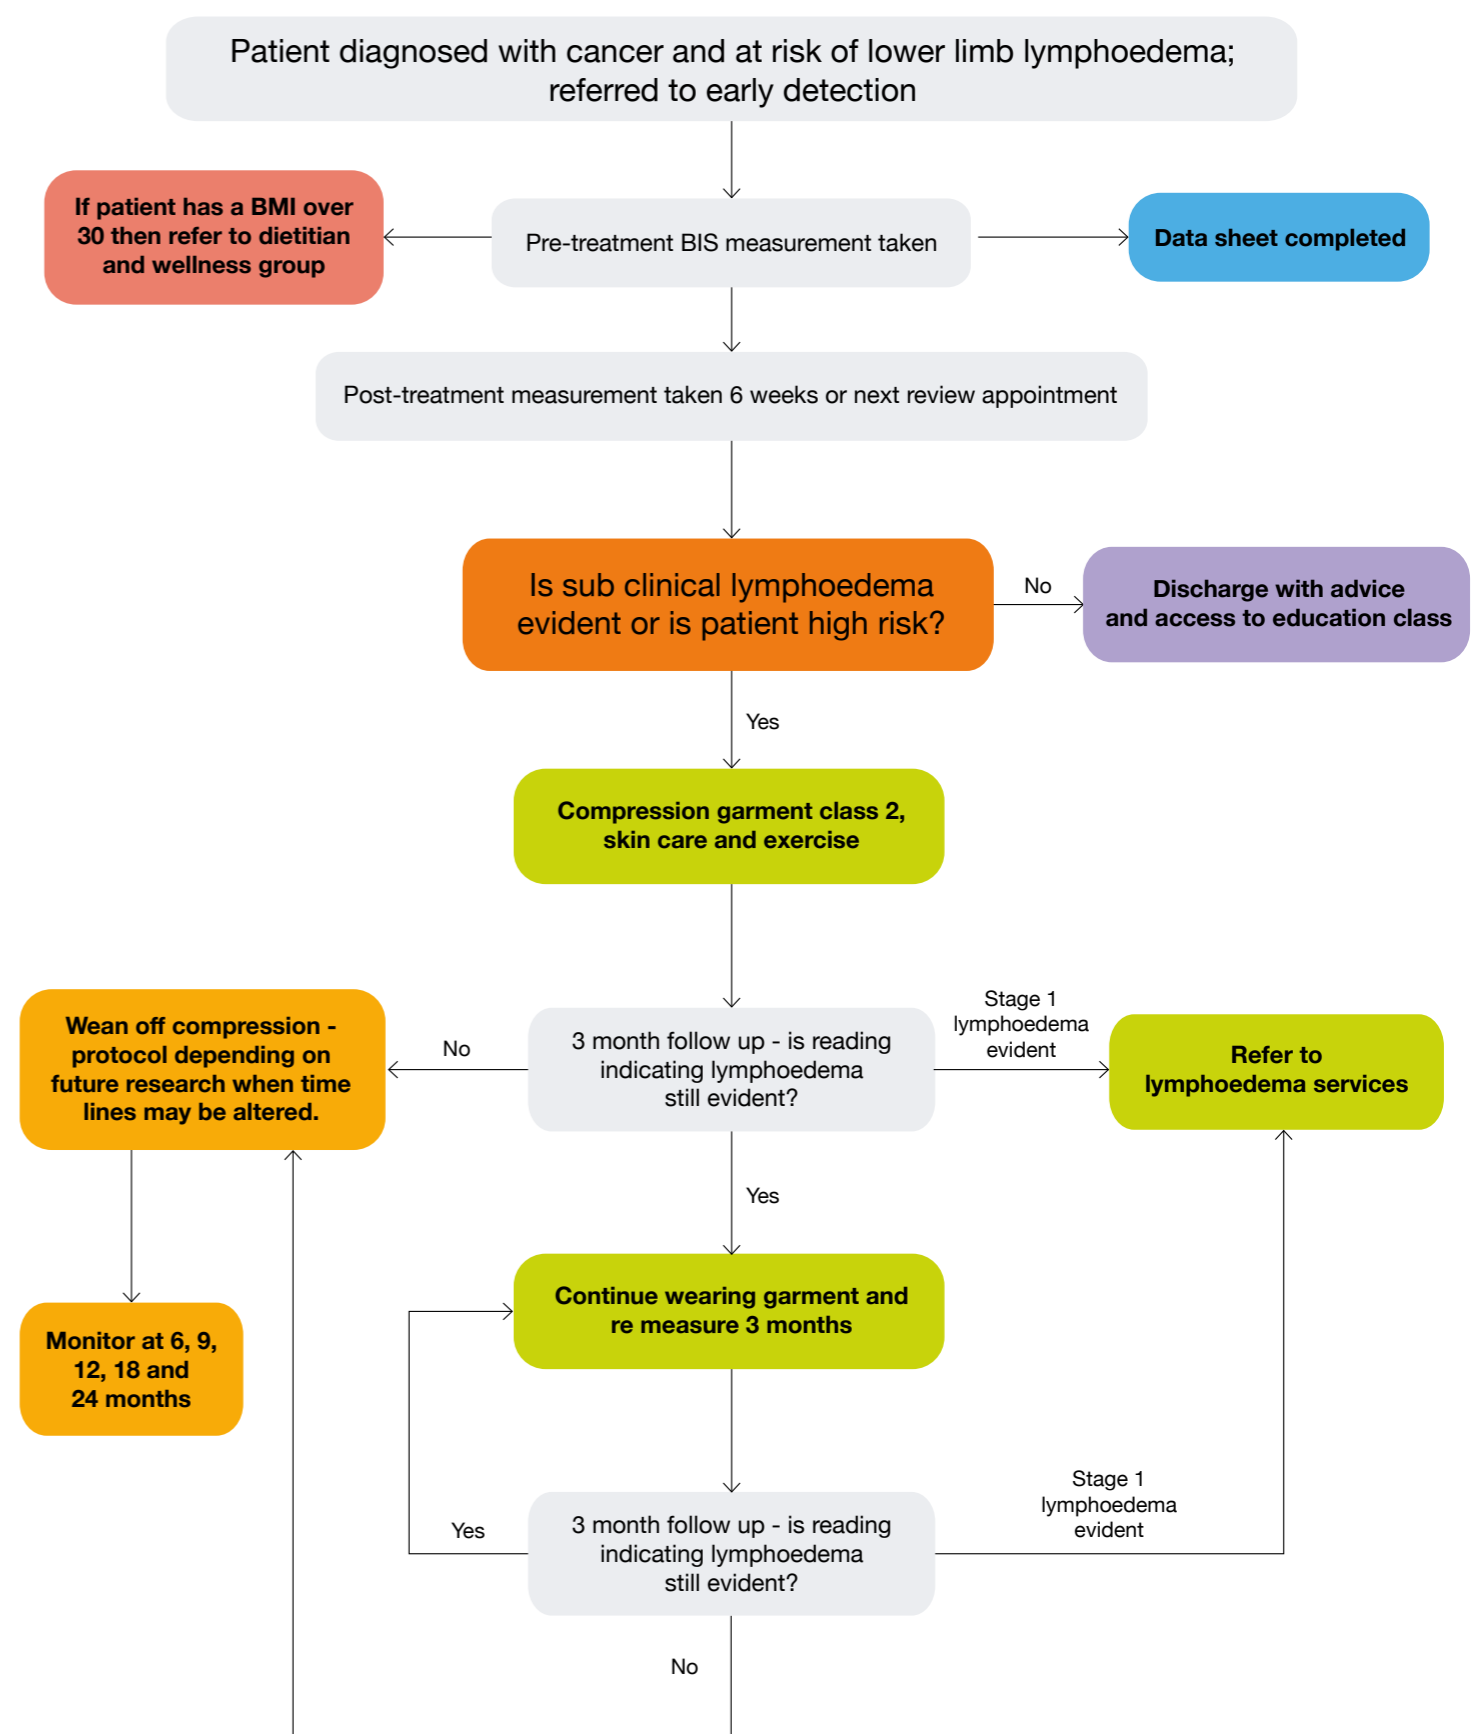 Patient diagnosed with cancer and at risk of lower limb lymphoedema;
referred to early detection
If patient has a BMI over
30 then refer to dietitian
and wellness group
Pre-treatment BIS measurement taken
Data sheet completed
Post-treatment measurement taken 6 weeks or next review appointment
Is sub clinical lymphoedema
evident or is patient high risk?
No
Discharge with advice
and access to education class
Yes
Compression garment class 2,
skin care and exercise
Wean off compression -
protocol depending on
future research when time
lines may be altered.
No
3 month follow up - is reading
indicating lymphoedema
still evident?
Stage 1
lymphoedema
evident
Refer to
lymphoedema services
Yes
Continue wearing garment and
re measure 3 months
Monitor at 6, 9,
12, 18 and
24 months
Yes
3 month follow up - is reading
indicating lymphoedema
still evident?
Stage 1
lymphoedema
evident
No